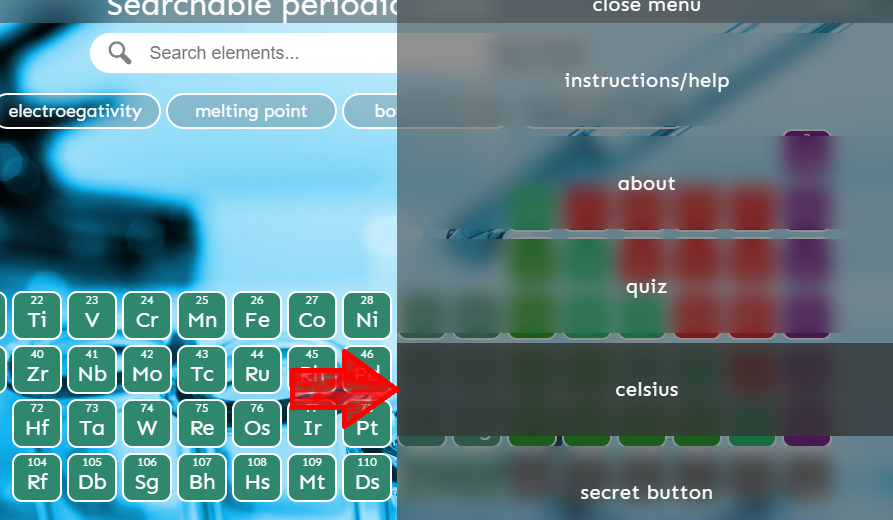 Searchable periodic
Search elements...
electroegativity
melting point
bo
22 23 24 25 26 27 28
Ti V Cr Mn Fe Co Ni
40 41 42 43 44 45 46
Zr Nb Mo Tc Ru Rh Pd
72 73 74 75 76
Hf Ta W Re Os Ir Pt
104 105 106 107 108 109 110
Rf Db Sg Bh Hs Mt Ds
close menu
instructions/help
about
quiz
celsius
secret button